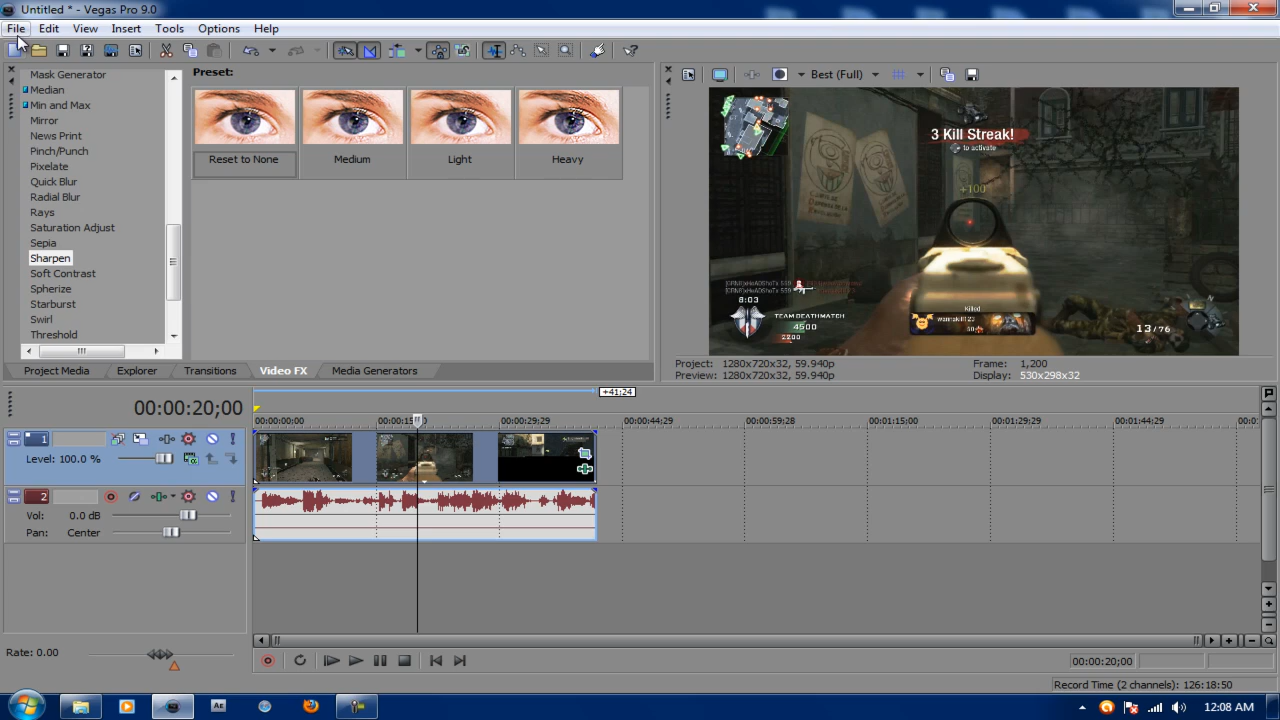 Untitled * - Vegas Pro 9.0
File Edit View Insert Tools Options Help
Mask Generator
Median
Min and Max
Mirror
News Print
Pinch/Punch
Pixelate
Quick Blur
Radial Blur
Rays
Saturation Adjust
Sepia
Sharpen
Soft Contrast
Spherize
Starburst
Swirl
Threshold
Preset:
Reset to None Medium Light Heavy
Best (Full)
3 Kill Streak!
to activate
+100
8:03
TEAM DEATHMATCH
4500
2200
Killed
13/76
Project: 1280x720x32, 59.940p
Preview: 1280x720x32, 59.940p
Frame: 1,200
Display: 530x298x32
Project Media Explorer Transitions Video FX Media Generators
+41;24
00:00:20;00
00:00:00;00 00:00:29;29 00:00:44;29 00:00:59;28 00:01:15;00 00:01:29;29 00:01:44;29
1
Level: 100.0 %
2
Vol: 0.0 dB
Pan: Center
Rate: 0.00
00:00:20;00
Record Time (2 channels): 126:18:50
Ae
12:08 AM